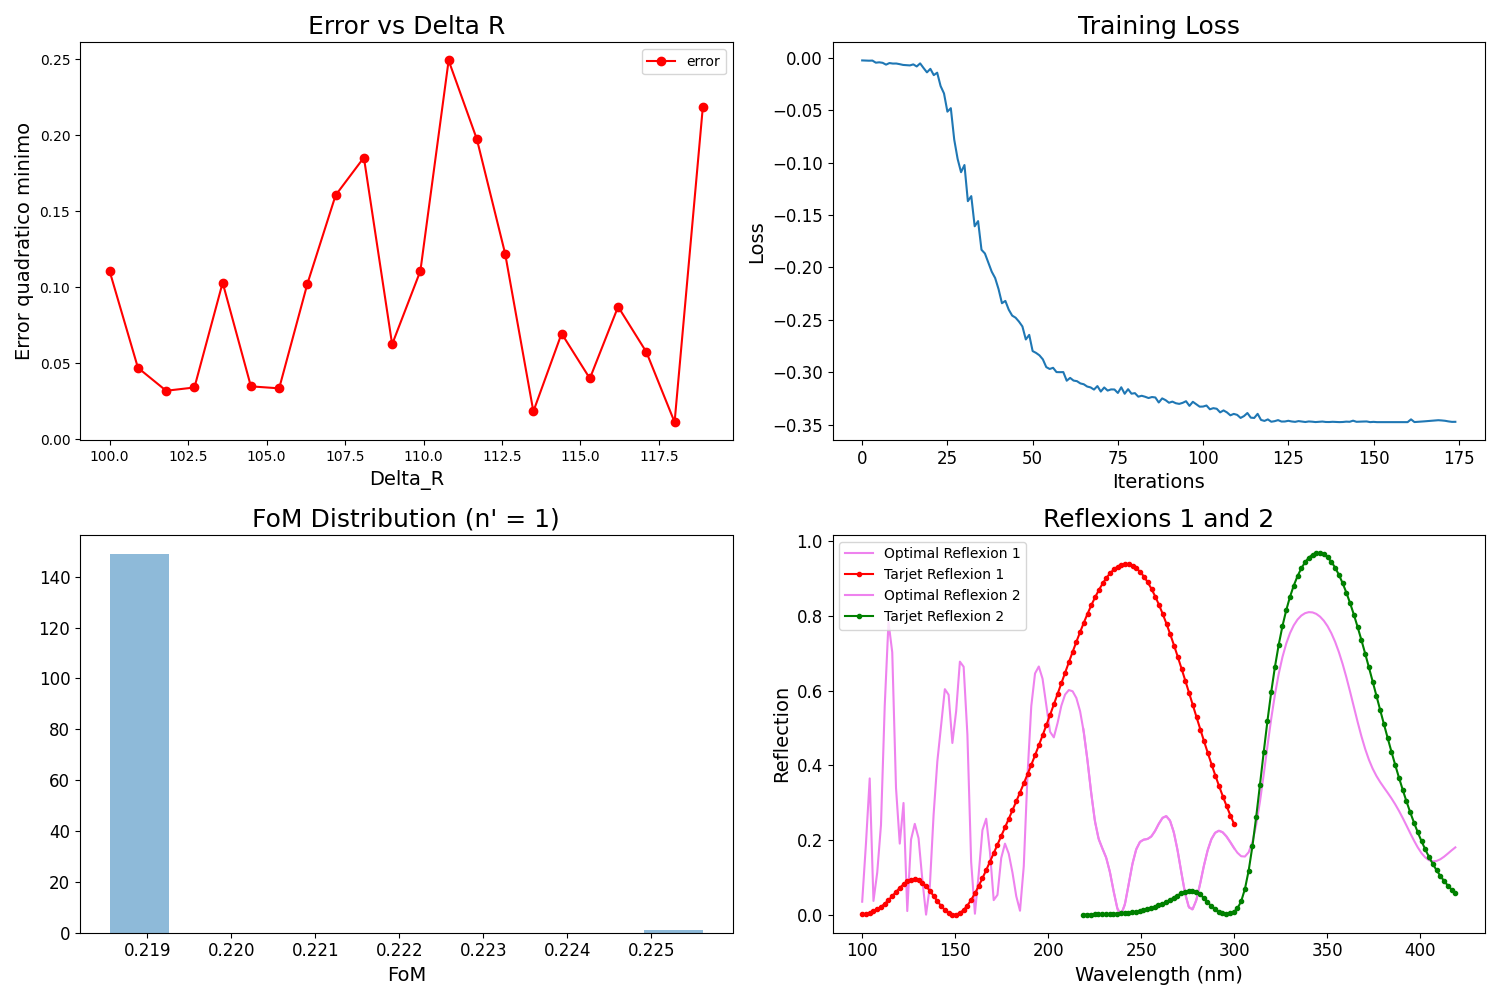 Error vs Delta R
Error quadratico minimo
0.25
0.20
0.15
0.10
0.05
0.00
error
100.0 102.5 105.0 107.5 110.0 112.5 115.0 117.5
Delta_R
Training Loss
Loss
0.00
−0.05
−0.10
−0.15
−0.20
−0.25
−0.30
−0.35
0 25 50 75 100 125 150 175
Iterations
FoM Distribution (n' = 1)
140
120
100
80
60
40
20
0
0.219 0.220 0.221 0.222 0.223 0.224 0.225
FoM
Reflexions 1 and 2
Reflection
1.0
0.8
0.6
0.4
0.2
0.0
Optimal Reflexion 1
Tarjet Reflexion 1
Optimal Reflexion 2
Tarjet Reflexion 2
100 150 200 250 300 350 400
Wavelength (nm)